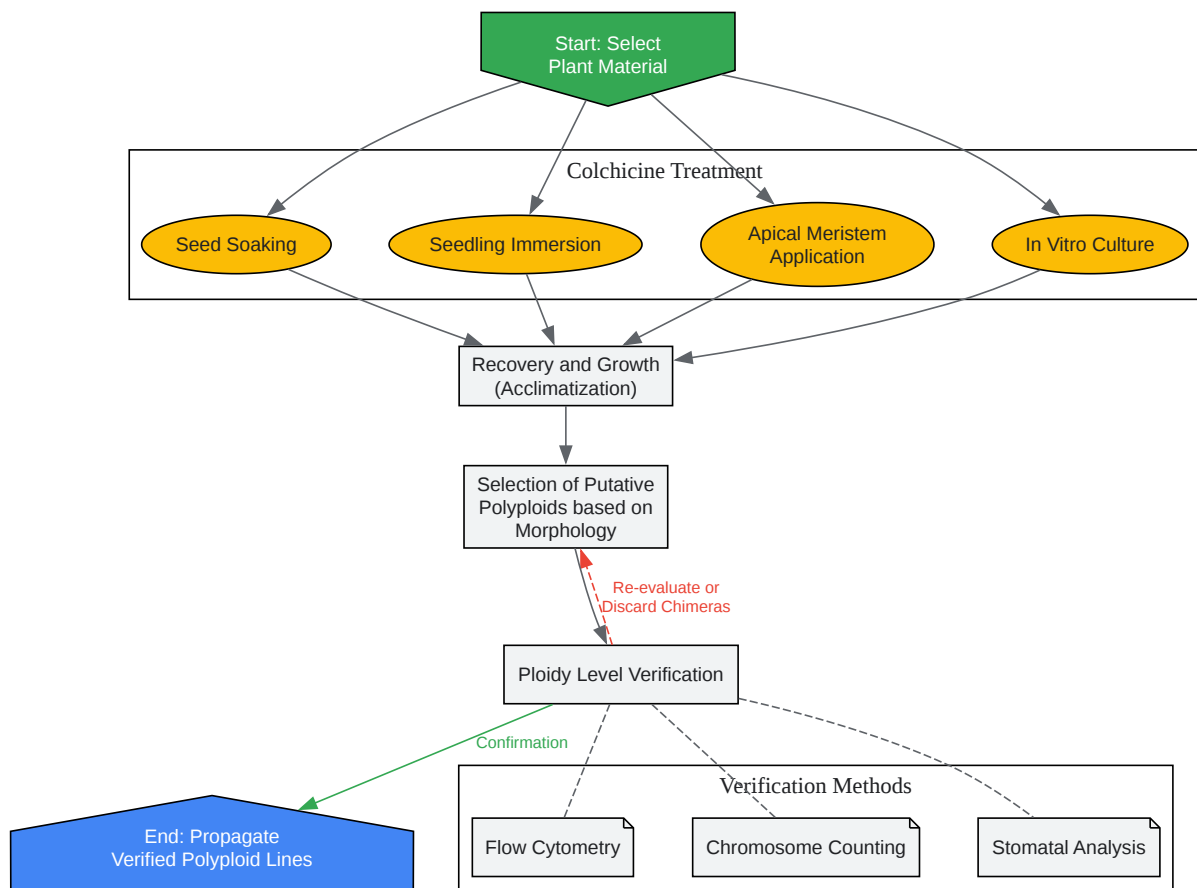 Start: Select
Plant Material
Colchicine Treatment
Seed Soaking
Seedling Immersion
Apical Meristem
Application
In Vitro Culture
Recovery and Growth
(Acclimatization)
Selection of Putative
Polyploids based on
Morphology
Re-evaluate or
Discard Chimeras
Ploidy Level Verification
Confirmation
Verification Methods
End: Propagate
Verified Polyploid Lines
Flow Cytometry
Chromosome Counting
Stomatal Analysis